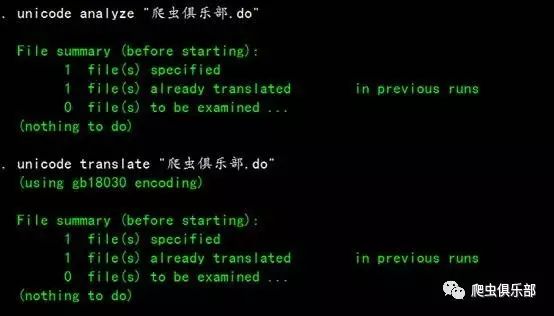 . unicode analyze "爬虫俱乐部.do"
File summary (before starting):
1 file(s) specified
1 file(s) already translated in previous runs
0 file(s) to be examined ...
(nothing to do)
. unicode translate "爬虫俱乐部.do"
(using gb18030 encoding)
File summary (before starting):
1 file(s) specified
1 file(s) already translated in previous runs
0 file(s) to be examined ...
(nothing to do)
爬虫俱乐部